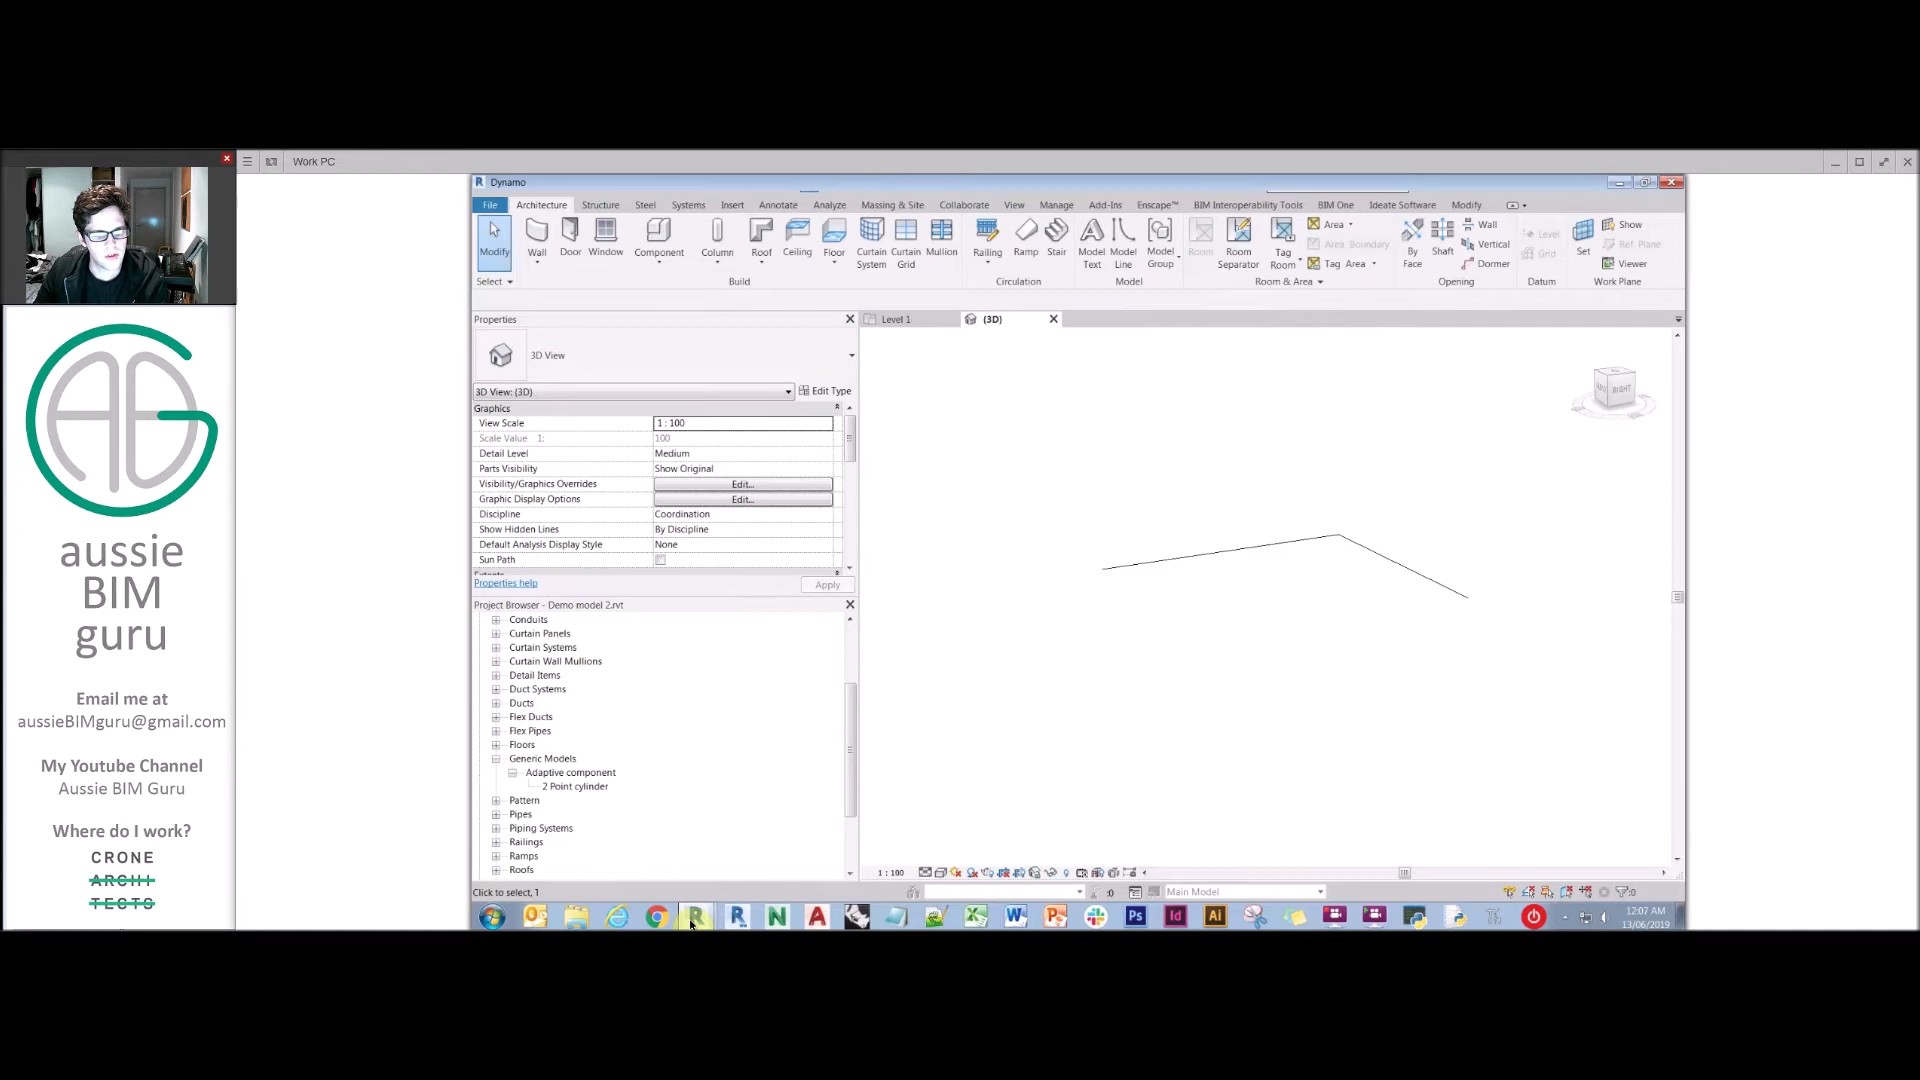 Work PC
Dynamo
File Architecture Structure Steel Systems Insert Annotate Analyze Massing & Site Collaborate View Manage Add-Ins Enscape™ BIM Interoperability Tools BIM One Ideate Software Modify
Modify Wall Door Window Component Column Roof Ceiling Floor Curtain System Curtain Grid Mullion Railing Ramp Stair Model Text Model Line Model Group Room Room Separator Tag Room Area Area Boundary Tag Area By Face Shaft Wall Vertical Dormer Level Grid Set Show Ref Plane Viewer
Select Build Circulation Model Room & Area Opening Datum Work Plane
Properties
Level 1
(3D)
3D View
3D View: (3D) Edit Type
Graphics
View Scale 1 : 100
Scale Value 1: 100
Detail Level Medium
Parts Visibility Show Original
Visibility/Graphics Overrides Edit...
Graphic Display Options Edit...
Discipline Coordination
Show Hidden Lines By Discipline
Default Analysis Display Style None
Sun Path
Properties help Apply
Project Browser - Demo model 2.rvt
Conduits
Curtain Panels
Curtain Systems
Curtain Wall Mullions
Detail Items
Duct Systems
Ducts
Flex Ducts
Flex Pipes
Floors
Generic Models
Adaptive component
2 Point cylinder
Pattern
Pipes
Piping Systems
Railings
Ramps
Roofs
RIGHT
1 : 100
Click to select, 1
:0 Main Model :0
12:07 AM
13/06/2019
aussie
BIM
guru
Email me at
aussieBIMguru@gmail.com
My Youtube Channel
Aussie BIM Guru
Where do I work?
CRONE
ARCHI
TECTS